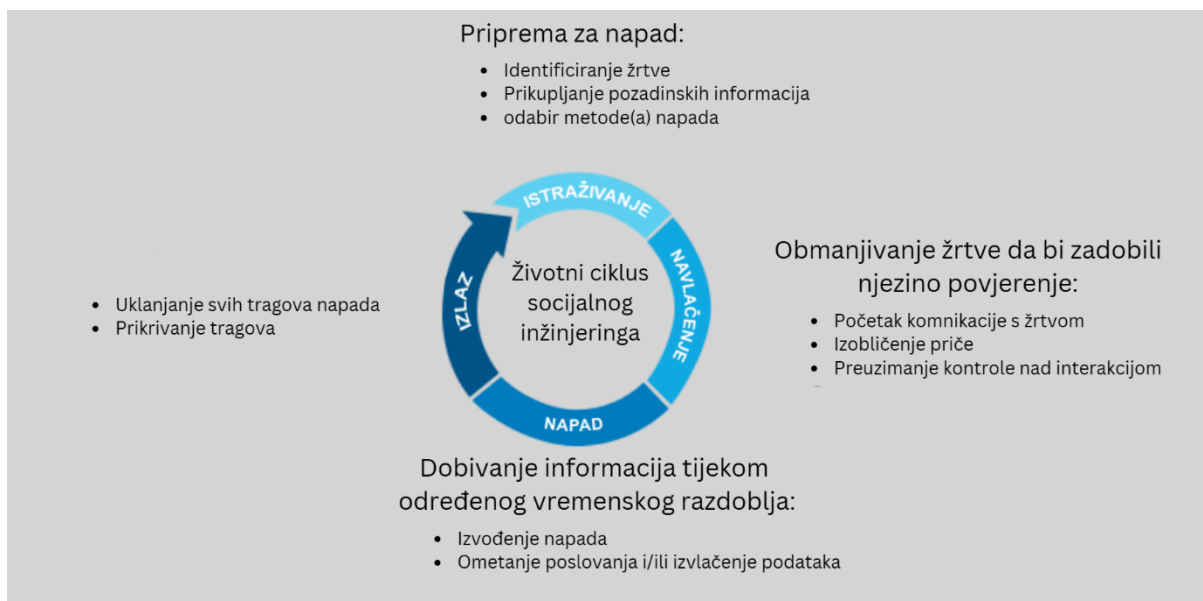 Priprema za napad:
• Identificiranje žrtve
• Prikupljanje pozadinskih informacija
• odabir metode(a) napada
ISTRAŽIVANJE
NAVLAČENJE
NAPAD
IZLAZ
Životni ciklus
socijalnog
inžinjeringa
Obmanjivanje žrtve da bi zadobili
njezino povjerenje:
• Početak komnikacije s žrtvom
• Izobličenje priče
• Preuzimanje kontrole nad interakcijom
• Uklanjanje svih tragova napada
• Prikrivanje tragova
Dobivanje informacija tijekom
određenog vremenskog razdoblja:
• Izvođenje napada
• Ometanje poslovanja i/ili izvlačenje podataka